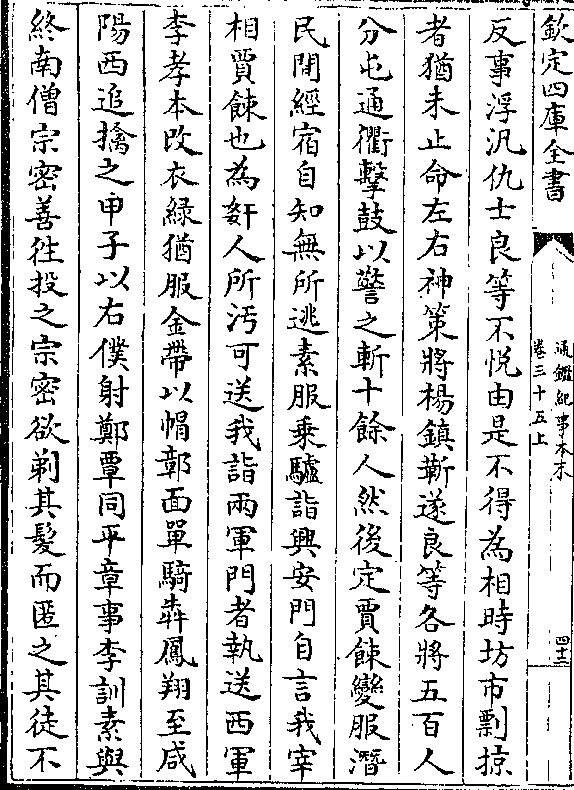 欽定四庫全書
通鑑紀事本末
卷三十五上
四十三
反事浮汎仇士良等不悅由是不得為相時坊市剽掠
者猶未止命左右神策將楊鎮靳遂良等各將五百人
分屯通衢擊鼓以警之斬十餘人然後定賈餗變服潛
民間經宿自知無所逃素服乘驢詣興安門自言我宰
相賈餗也為姧人所汚可送我詣兩軍門者執送西軍
李孝本改衣綠猶服金帶以帽鄣面單騎犇鳳翔至咸
陽西追擒之甲子以右僕射鄭覃同平章事李訓素與
終南僧宗密善徃投之宗密欲剃其髮而匿之其徒不